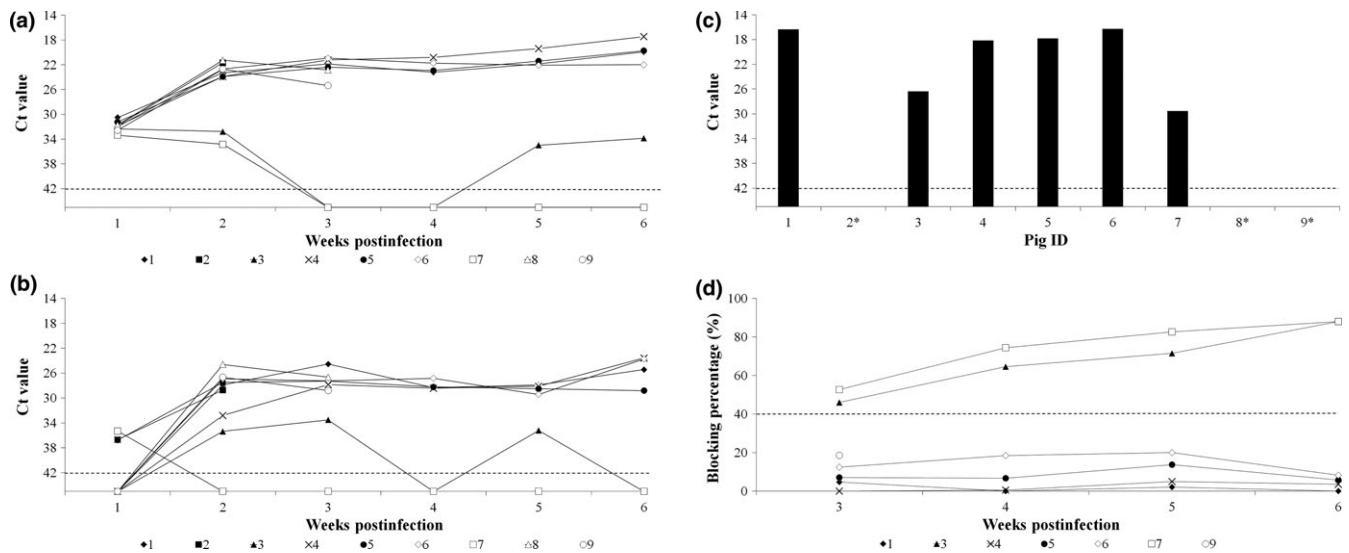 (a)
14
18
22
26
30
34
38
42
Ct value
1 2 3 4 5 6
Weeks postinfection
1 2 3 4 5 6 7 8 9
(b)
14
18
22
26
30
34
38
42
Ct value
1 2 3 4 5 6
Weeks postinfection
1 2 3 4 5 6 7 8 9
(c)
14
18
22
26
30
34
38
42
Ct value
1 2* 3 4 5 6 7 8* 9*
Pig ID
(d)
100
80
60
40
20
0
Blocking percentage (%)
3 4 5 6
Weeks postinfection
1 3 4 5 6 7 9